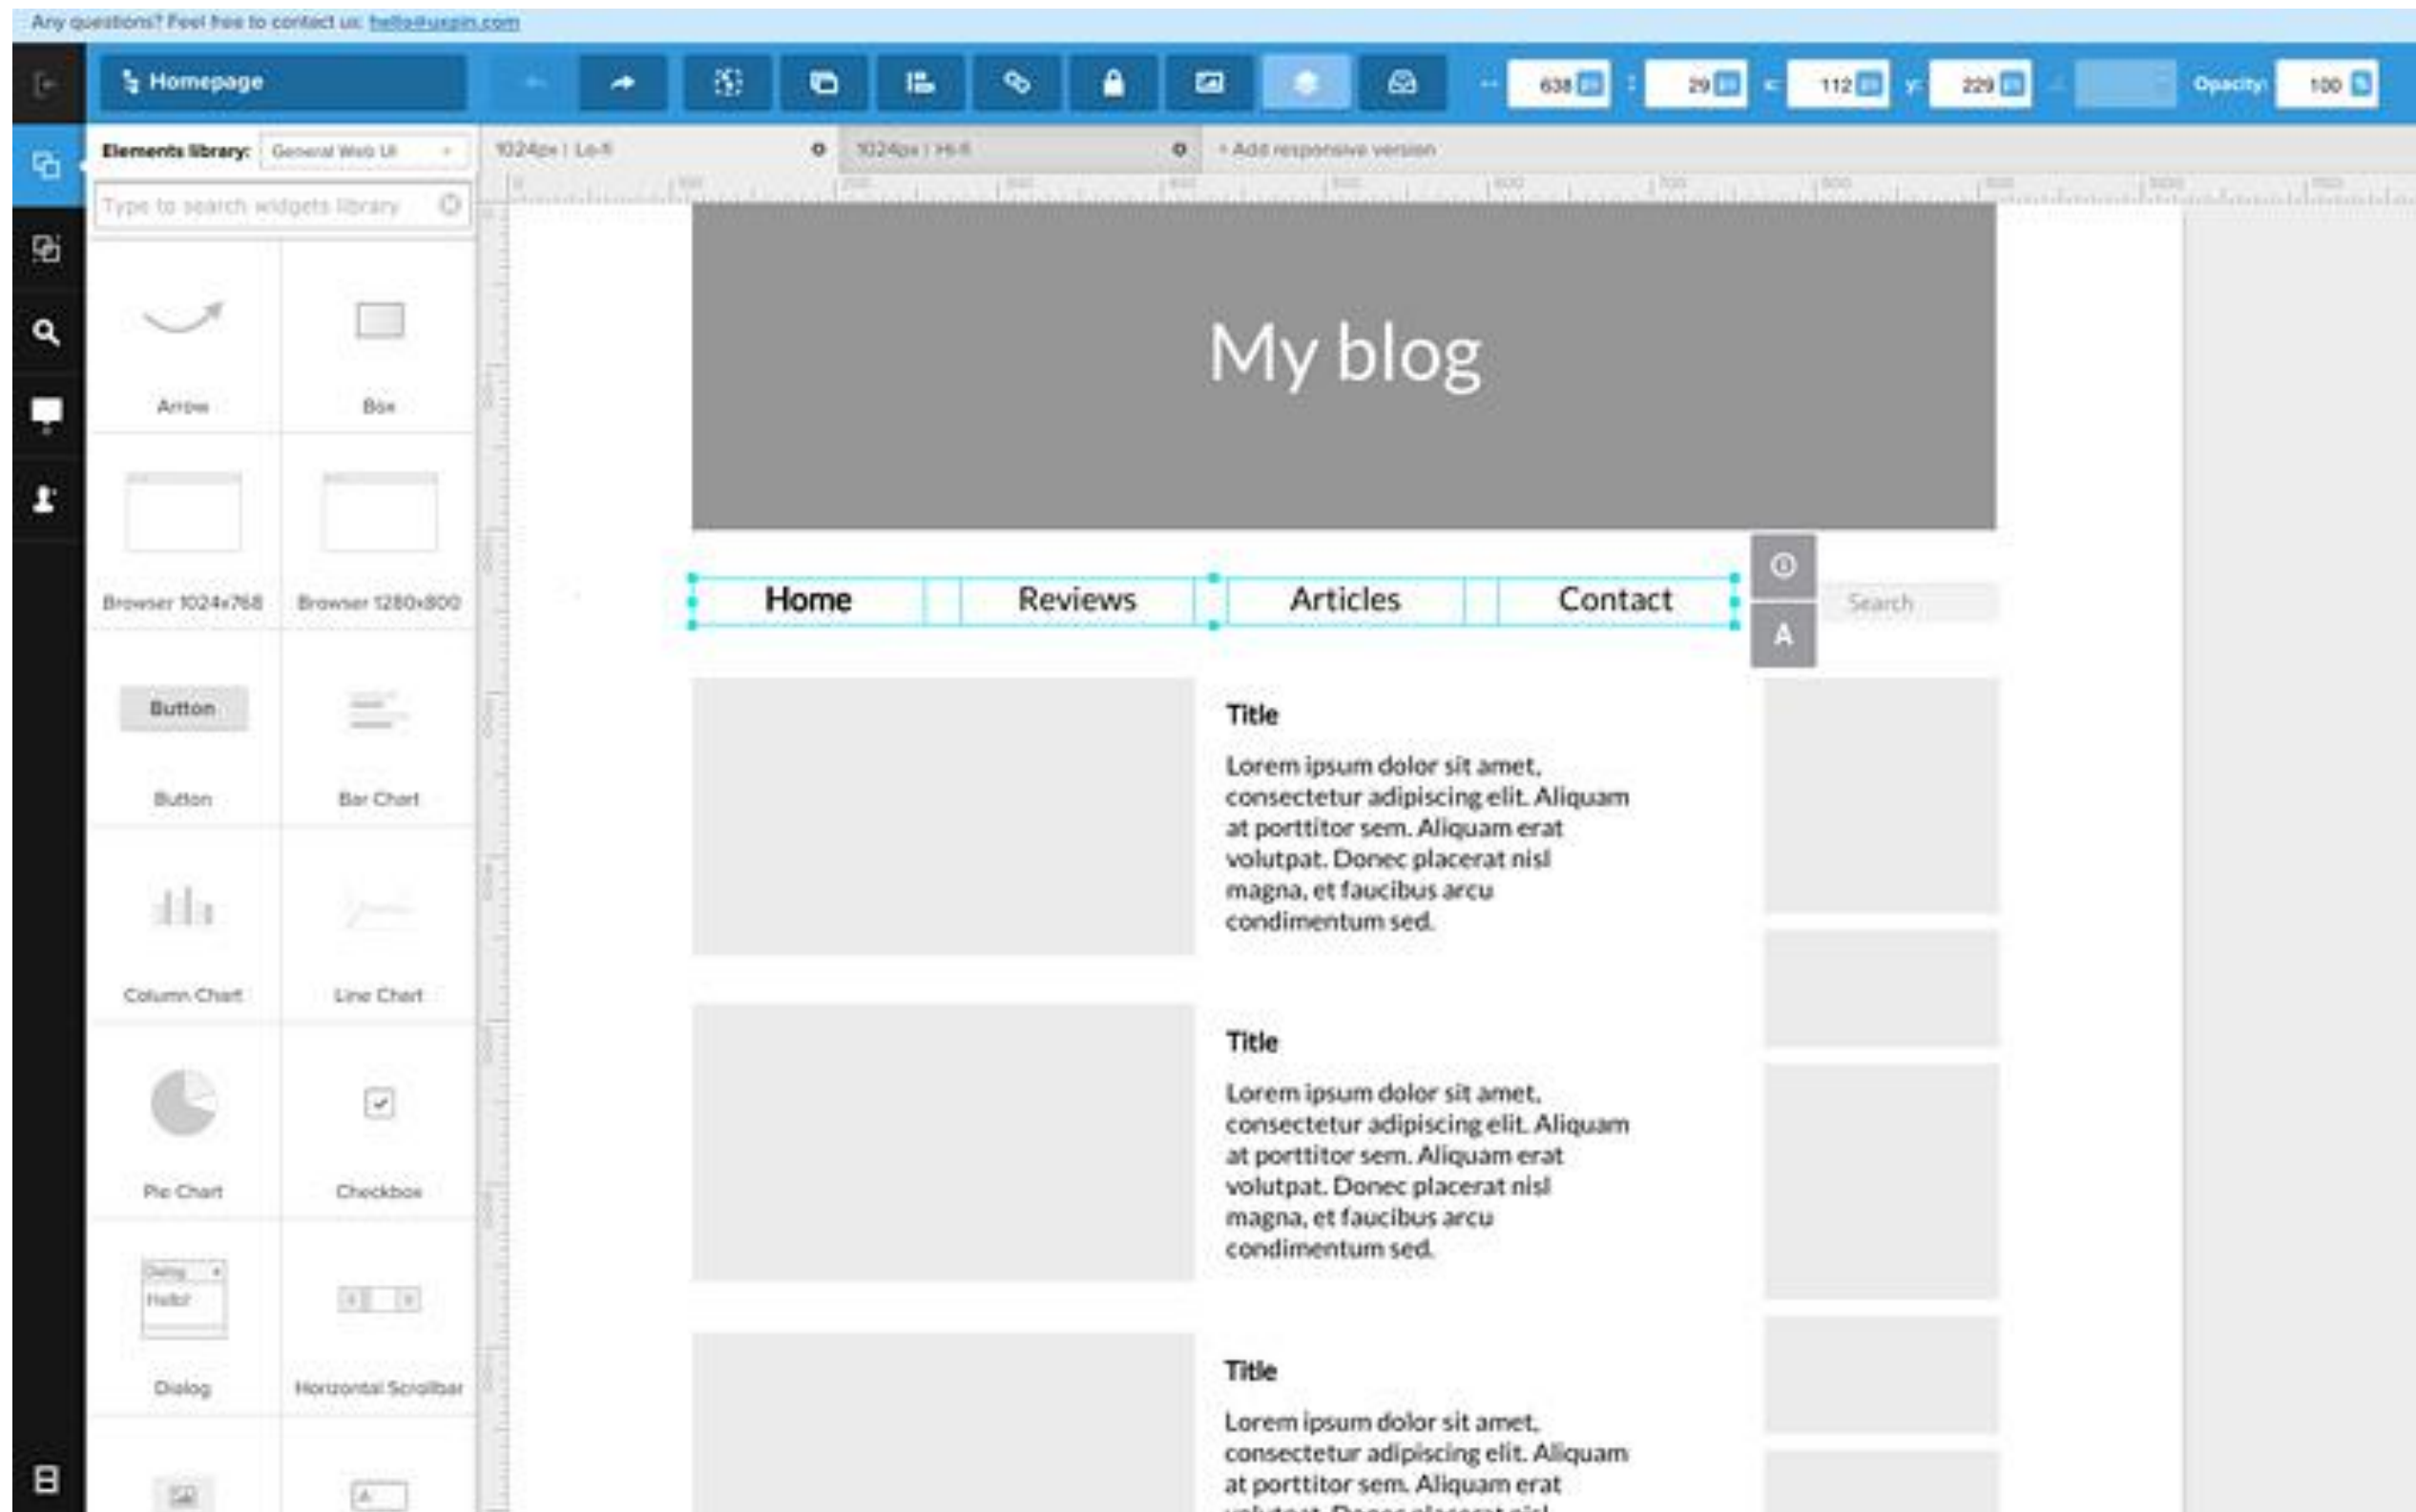 Any questions? Feel free to contact us: hello@uxpin.com
Homepage
638
29
x: 112
y: 229
Opacity: 100 %
Elements library: General Web UI
1024px | Lo-fi
1024px | Hi-fi
+ Add responsive version
Type to search widgets library
Arrow
Box
Browser 1024x768
Browser 1280x800
Button
Button
Bar Chart
Column Chart
Line Chart
Pie Chart
Checkbox
Dialog
Hello!
Dialog
Horizontal Scrollbar
My blog
Home
Reviews
Articles
Contact
A
Search
Title
Lorem ipsum dolor sit amet,
consectetur adipiscing elit. Aliquam
at porttitor sem. Aliquam erat
volutpat. Donec placerat nisl
magna, et faucibus arcu
condimentum sed.
Title
Lorem ipsum dolor sit amet,
consectetur adipiscing elit. Aliquam
at porttitor sem. Aliquam erat
volutpat. Donec placerat nisl
magna, et faucibus arcu
condimentum sed.
Title
Lorem ipsum dolor sit amet,
consectetur adipiscing elit. Aliquam
at porttitor sem. Aliquam erat